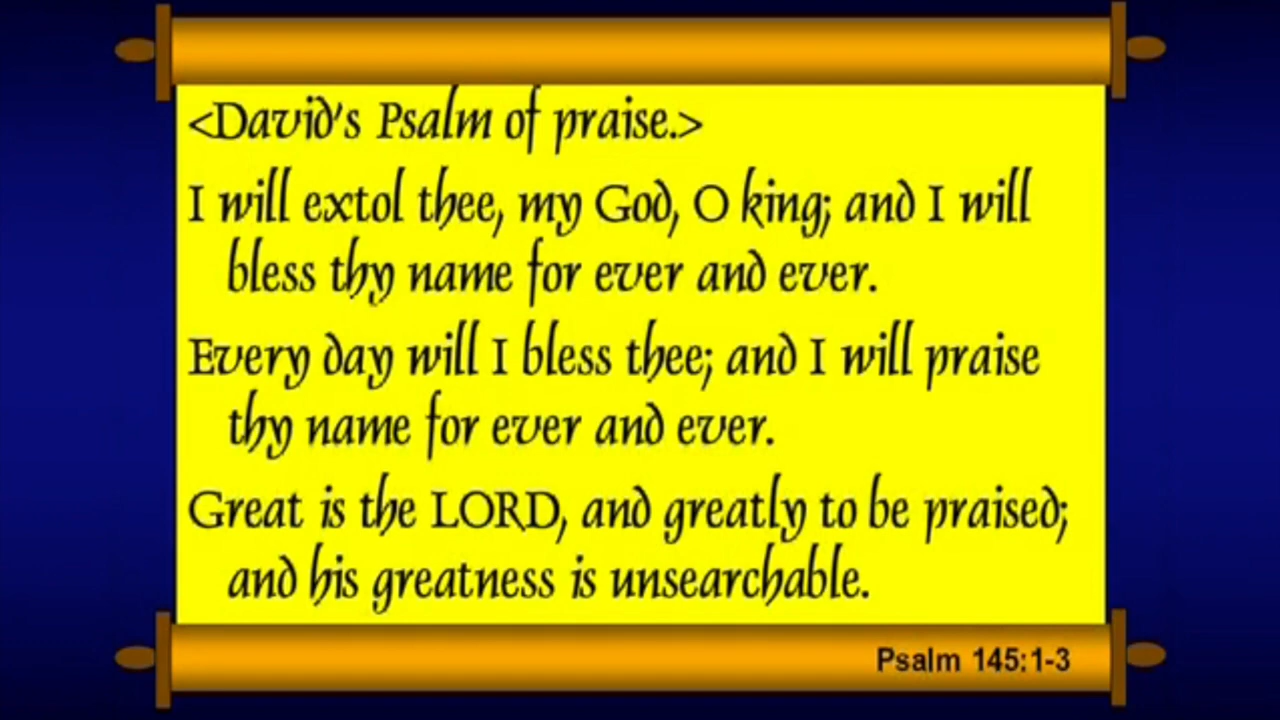 <David's Psalm of praise.>
I will extol thee, my God, O king; and I will
bless thy name for ever and ever.
Every day will I bless thee; and I will praise
thy name for ever and ever.
Great is the LORD, and greatly to be praised;
and his greatness is unsearchable.
Psalm 145:1-3